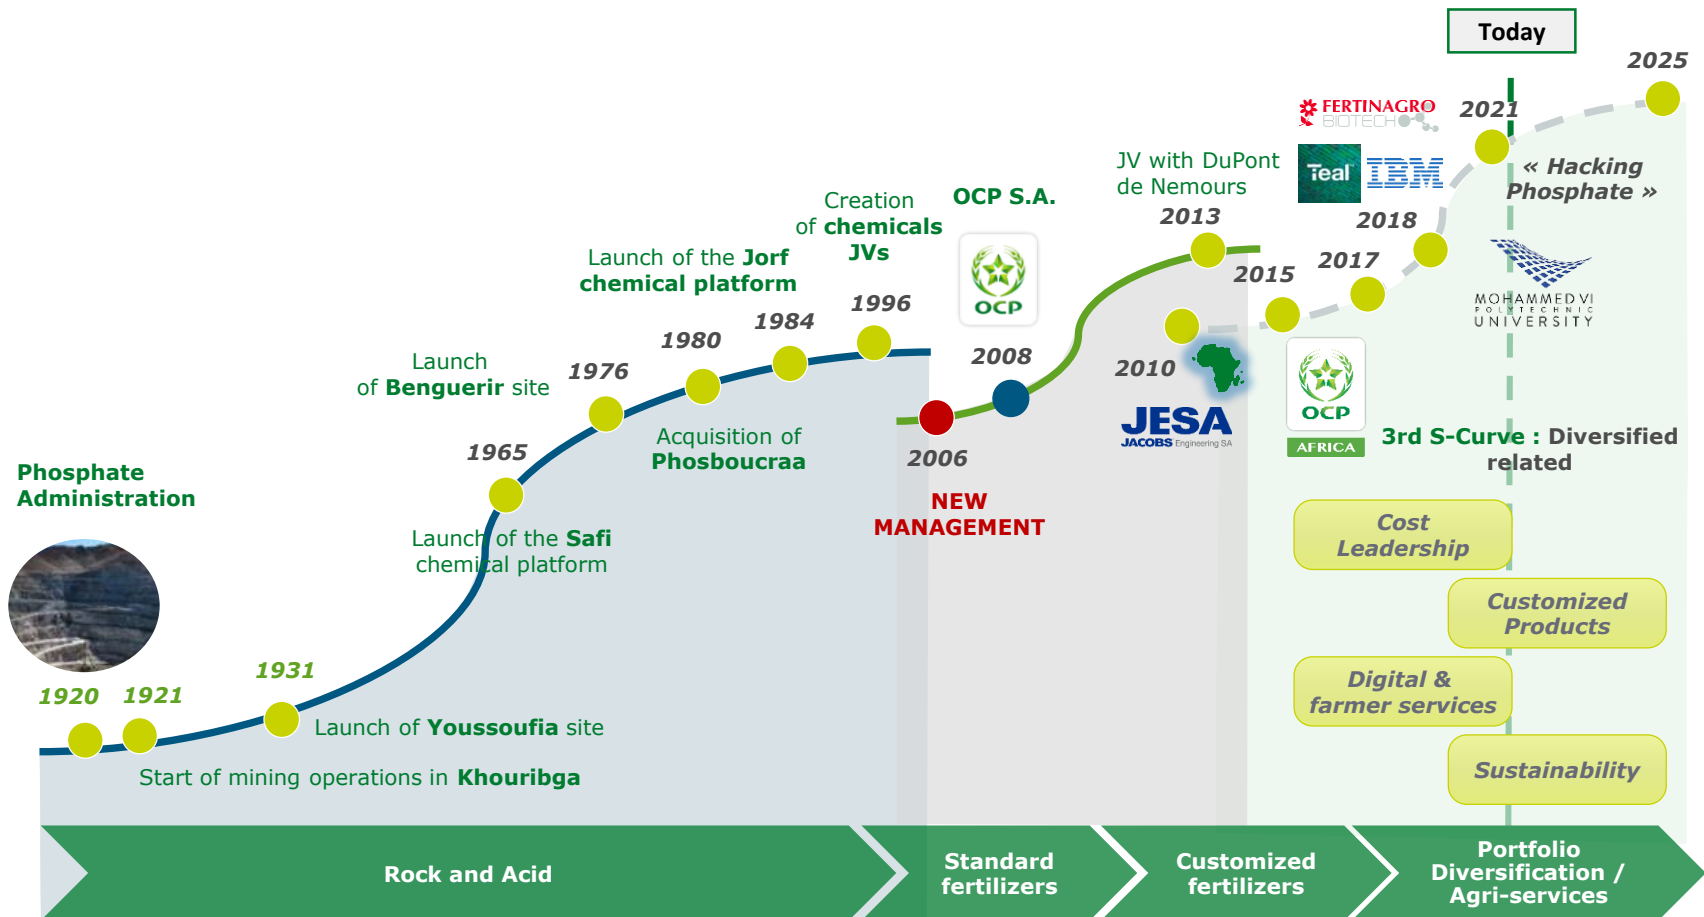 Today
2025
FERTINAGRO
BIOTECH
2021
Teal
IBM
« Hacking
Phosphate »
JV with DuPont
de Nemours
2013
2018
2017
2015
MOHAMMED VI
POLYTECHNIC
UNIVERSITY
OCP S.A.
OCP
2008
Creation
of chemicals
JVs
1996
Launch of the Jorf
chemical platform
1984
1980
1976
Launch
of Benguerir site
Acquisition of
Phosboucraa
1965
Launch of the Safi
chemical platform
2006
NEW
MANAGEMENT
2010
JESA
JACOBS Engineering SA
OCP
AFRICA
3rd S-Curve : Diversified
related
Cost
Leadership
Customized
Products
Digital &
farmer services
Sustainability
Phosphate
Administration
1920
1921
1931
Launch of Youssoufia site
Start of mining operations in Khouribga
Rock and Acid
Standard
fertilizers
Customized
fertilizers
Portfolio
Diversification /
Agri-services